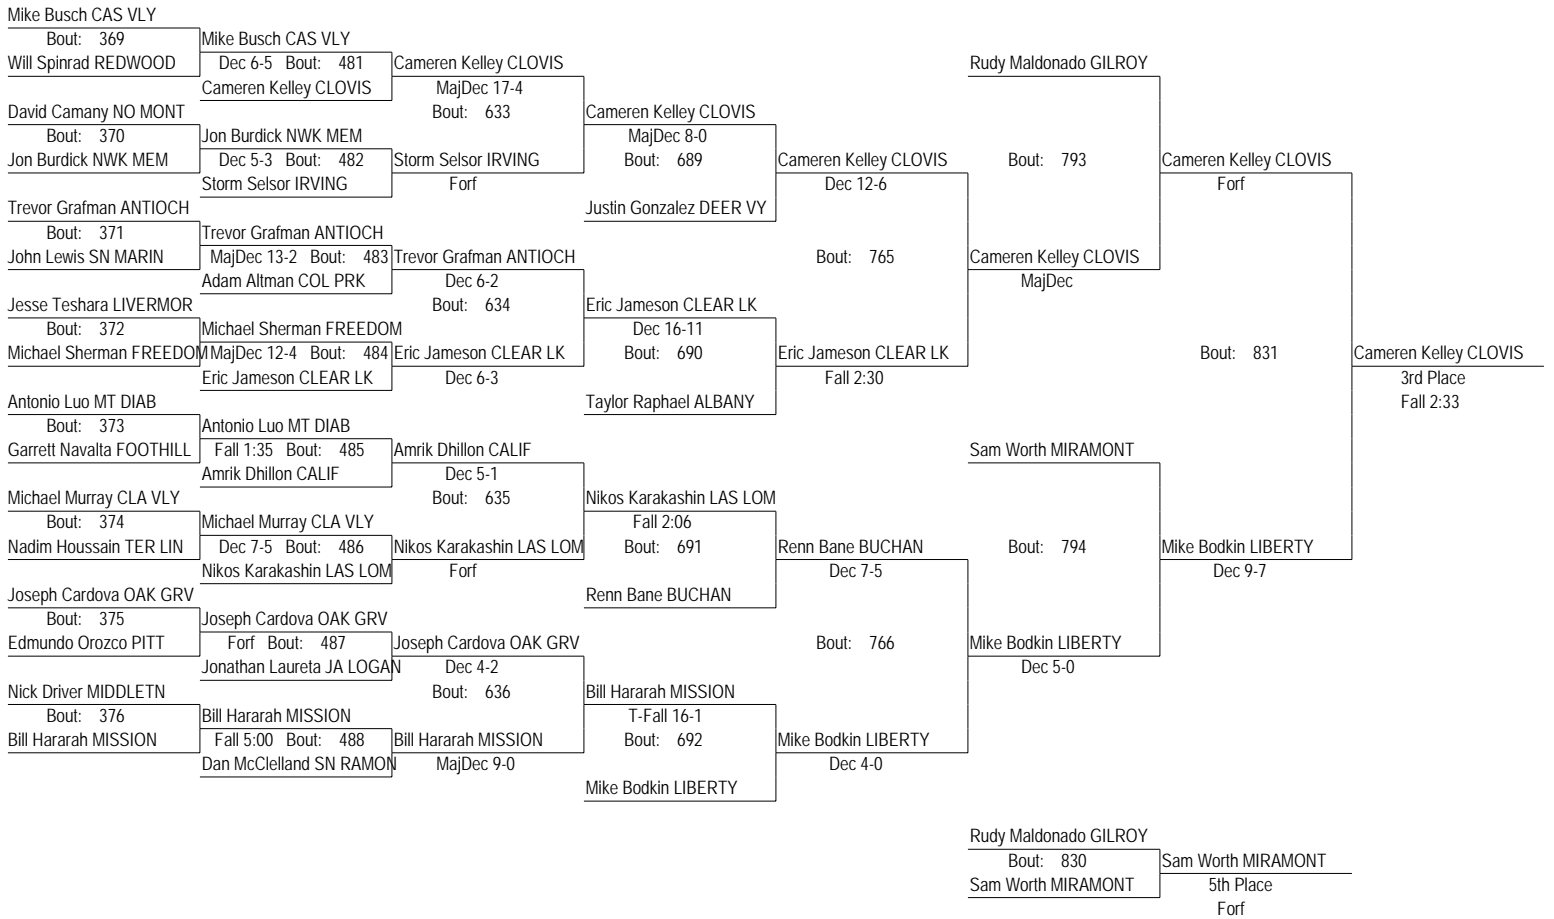 Mike Busch CAS VLY
Bout: 369
Will Spinrad REDWOOD
David Camany NO MONT
Bout: 370
Jon Burdick NWK MEM
Trevor Grafman ANTIOCH
Bout: 371
John Lewis SN MARIN
Jesse Teshara LIVERMOR
Bout: 372
Michael Sherman FREEDOM
Antonio Luo MT DIAB
Bout: 373
Garrett Navalta FOOTHILL
Michael Murray CLA VLY
Bout: 374
Nadim Houssain TER LIN
Joseph Cardova OAK GRV
Bout: 375
Edmundo Orozco PITT
Nick Driver MIDDLETN
Bout: 376
Bill Hararah MISSION
Mike Busch CAS VLY
Dec 6-5 Bout: 481
Cameren Kelley CLOVIS
Jon Burdick NWK MEM
Dec 5-3 Bout: 482
Storm Selsor IRVING
Trevor Grafman ANTIOCH
MajDec 13-2 Bout: 483
Adam Altman COL PRK
Michael Sherman FREEDOM
MajDec 12-4 Bout: 484
Eric Jameson CLEAR LK
Antonio Luo MT DIAB
Fall 1:35 Bout: 485
Amrik Dhillon CALIF
Michael Murray CLA VLY
Dec 7-5 Bout: 486
Nikos Karakashin LAS LOM
Joseph Cardova OAK GRV
Forf Bout: 487
Jonathan Laureta JA LOGAN
Bill Hararah MISSION
Fall 5:00 Bout: 488
Dan McClelland SN RAMON
Cameren Kelley CLOVIS
MajDec 17-4
Bout: 633
Storm Selsor IRVING
Forf
Trevor Grafman ANTIOCH
Dec 6-2
Bout: 634
Eric Jameson CLEAR LK
Dec 6-3
Amrik Dhillon CALIF
Dec 5-1
Bout: 635
Nikos Karakashin LAS LOM
Forf
Joseph Cardova OAK GRV
Dec 4-2
Bout: 636
Bill Hararah MISSION
MajDec 9-0
Cameren Kelley CLOVIS
MajDec 8-0
Bout: 689
Justin Gonzalez DEER VY
Eric Jameson CLEAR LK
Dec 16-11
Bout: 690
Taylor Raphael ALBANY
Nikos Karakashin LAS LOM
Fall 2:06
Bout: 691
Renn Bane BUCHAN
Bill Hararah MISSION
T-Fall 16-1
Bout: 692
Mike Bodkin LIBERTY
Cameren Kelley CLOVIS
Dec 12-6
Bout: 765
Eric Jameson CLEAR LK
Fall 2:30
Renn Bane BUCHAN
Dec 7-5
Bout: 766
Mike Bodkin LIBERTY
Dec 4-0
Rudy Maldonado GILROY
Bout: 793
Cameren Kelley CLOVIS
MajDec
Sam Worth MIRAMONT
Bout: 794
Mike Bodkin LIBERTY
Dec 5-0
Cameren Kelley CLOVIS
Forf
Bout: 831
Mike Bodkin LIBERTY
Dec 9-7
Cameren Kelley CLOVIS
3rd Place
Fall 2:33
Rudy Maldonado GILROY
Bout: 830
Sam Worth MIRAMONT
Sam Worth MIRAMONT
5th Place
Forf